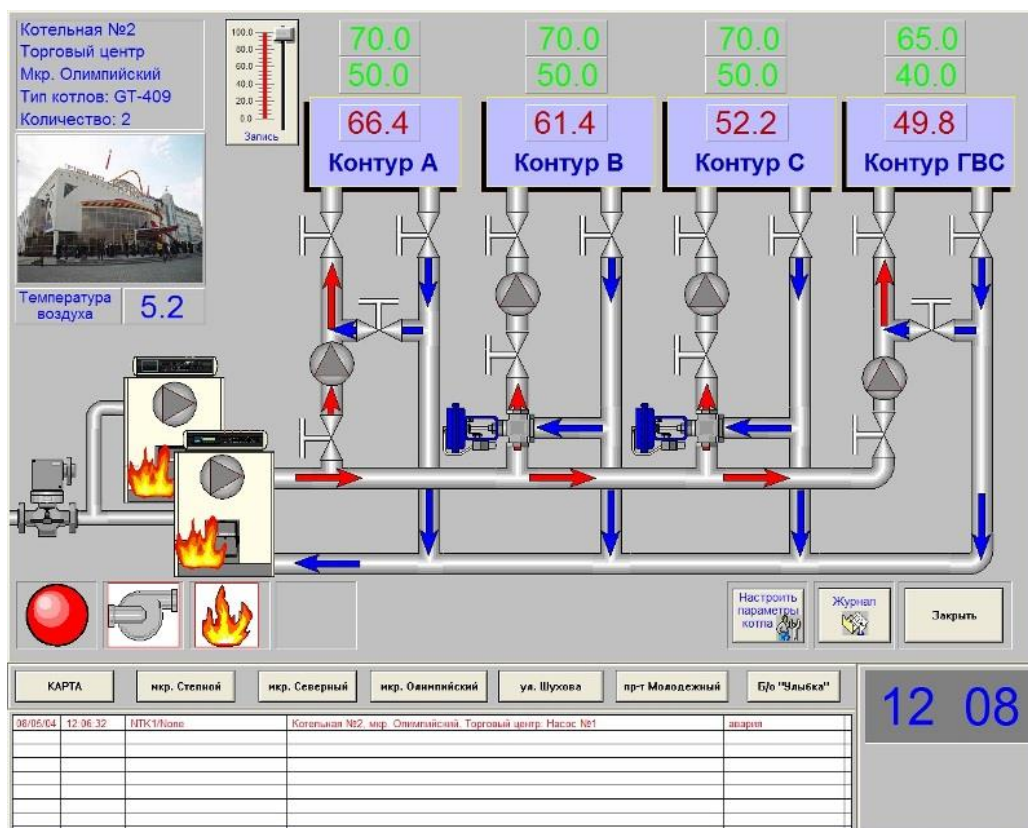 Котельная №2
Торговый центр
Мкр. Олимпийский
Тип котлов: GT-409
Количество: 2
100.0
80.0
60.0
40.0
20.0
0.0
Запись
70.0
50.0
66.4
Контур А
70.0
50.0
61.4
Контур В
70.0
50.0
52.2
Контур С
65.0
40.0
49.8
Контур ГВС
Температура
воздуха
5.2
Настроить
параметры
котла
Журнал
Закрыть
КАРТА
мкр. Степной
мкр. Северный
мкр. Олимпийский
ул. Шухова
пр-т Молодежный
Б/о "Улыбка"
08/05/04 12:06:32 NTK1/None Котельная №2, мкр. Олимпийский. Торговый центр: Насос №1 авария
12 08